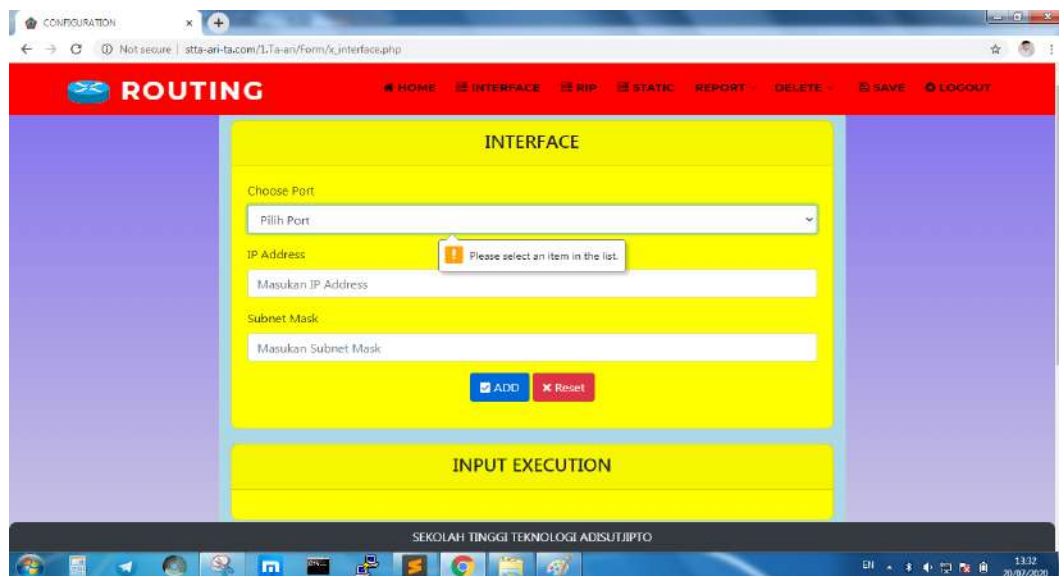 CONFIGURATION
Not secure | stta-ari-ta.com/1.Ta-ari/Form/x_interface.php
ROUTING
HOME INTERFACE RIP STATIC REPORT DELETE SAVE LOGOUT
INTERFACE
Choose Port
Pilih Port
Please select an item in the list.
IP Address
Masukan IP Address
Subnet Mask
Masukan Subnet Mask
ADD Reset
INPUT EXECUTION
SEKOLAH TINGGI TEKNOLOGI ADISUTJIPTO
EN
13:32
20/07/2020